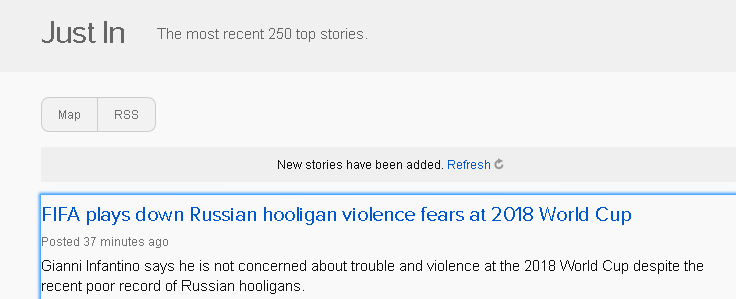 Just In The most recent 250 top stories.
Map RSS
New stories have been added. Refresh
FIFA plays down Russian hooligan violence fears at 2018 World Cup
Posted 37 minutes ago
Gianni Infantino says he is not concerned about trouble and violence at the 2018 World Cup despite the
recent poor record of Russian hooligans.